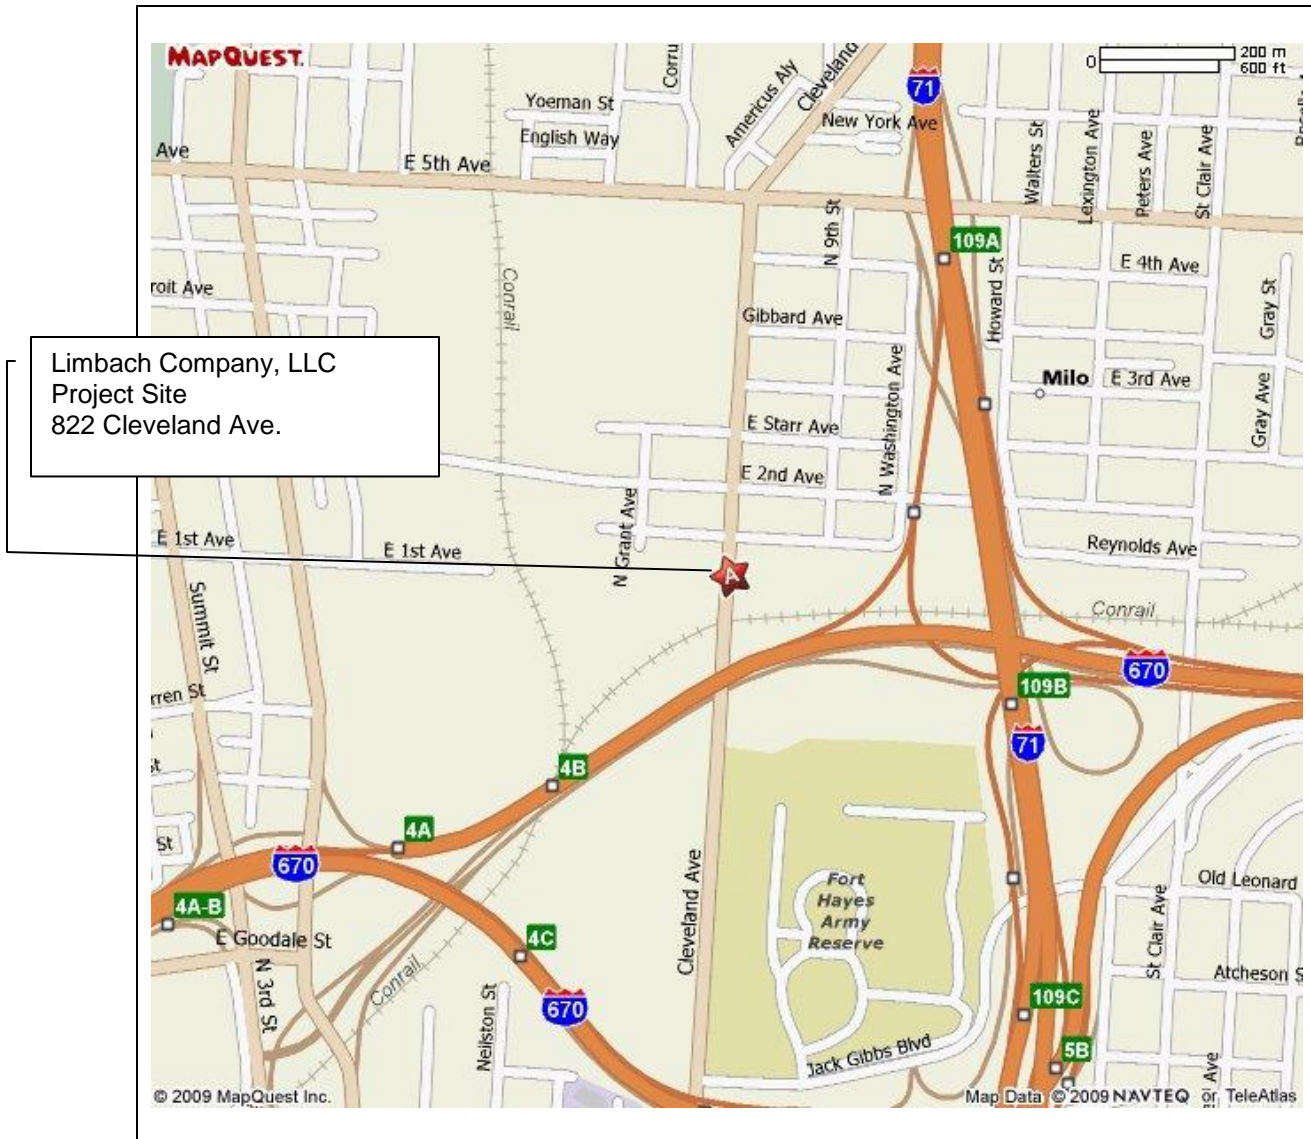 MAPQUEST.
0
200 m
600 ft
71
Corru
Americus Aly
Cleveland
Yoeman St
English Way
New York Ave
Walters St
Lexington Ave
Peters Ave
St Clair Ave
Ave
E 5th Ave
N 9th St
109A
E 4th Ave
Conrail
roit Ave
Gibbard Ave
Howard St
Gray St
Limbach Company, LLC
Project Site
822 Cleveland Ave.
Milo
E 3rd Ave
N Washington Ave
Gray Ave
E Starr Ave
E 2nd Ave
N Grant Ave
E 1st Ave
E 1st Ave
Reynolds Ave
A
Conrail
Summit St
670
109B
rren St
71
St
4B
4A
St
670
Cleveland Ave
Fort
Hayes
Army
Reserve
Old Leonard
4A-B
E Goodale St
4C
St Clair Ave
N 3rd St
Conrail
Atcheson S
Neilston St
670
109C
Jack Gibbs Blvd
5B
© 2009 MapQuest Inc.
Map Data © 2009 NAVTEQ or TeleAtlas